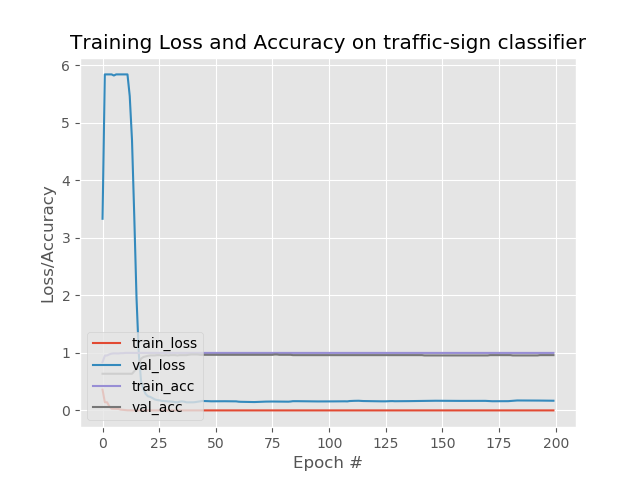 Training Loss and Accuracy on traffic-sign classifier
6
5
4
3
2
1
0
Loss/Accuracy
train_loss
val_loss
train_acc
val_acc
0 25 50 75 100 125 150 175 200
Epoch #